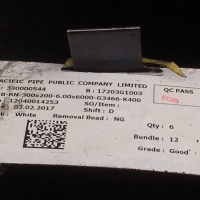 ACIFIC PIPE PUBLIC COMPANY LIMITED
: 330000544 B : 17203G1003 QC PASS
B-RN-300x200-6.00x6000-G3466-K400
: 12040014253 SO/Item:
: 03.02.2017 Shift : D
k: White Removal Bead : NG
Qty : 6
Bundle : 12
Grade : Good